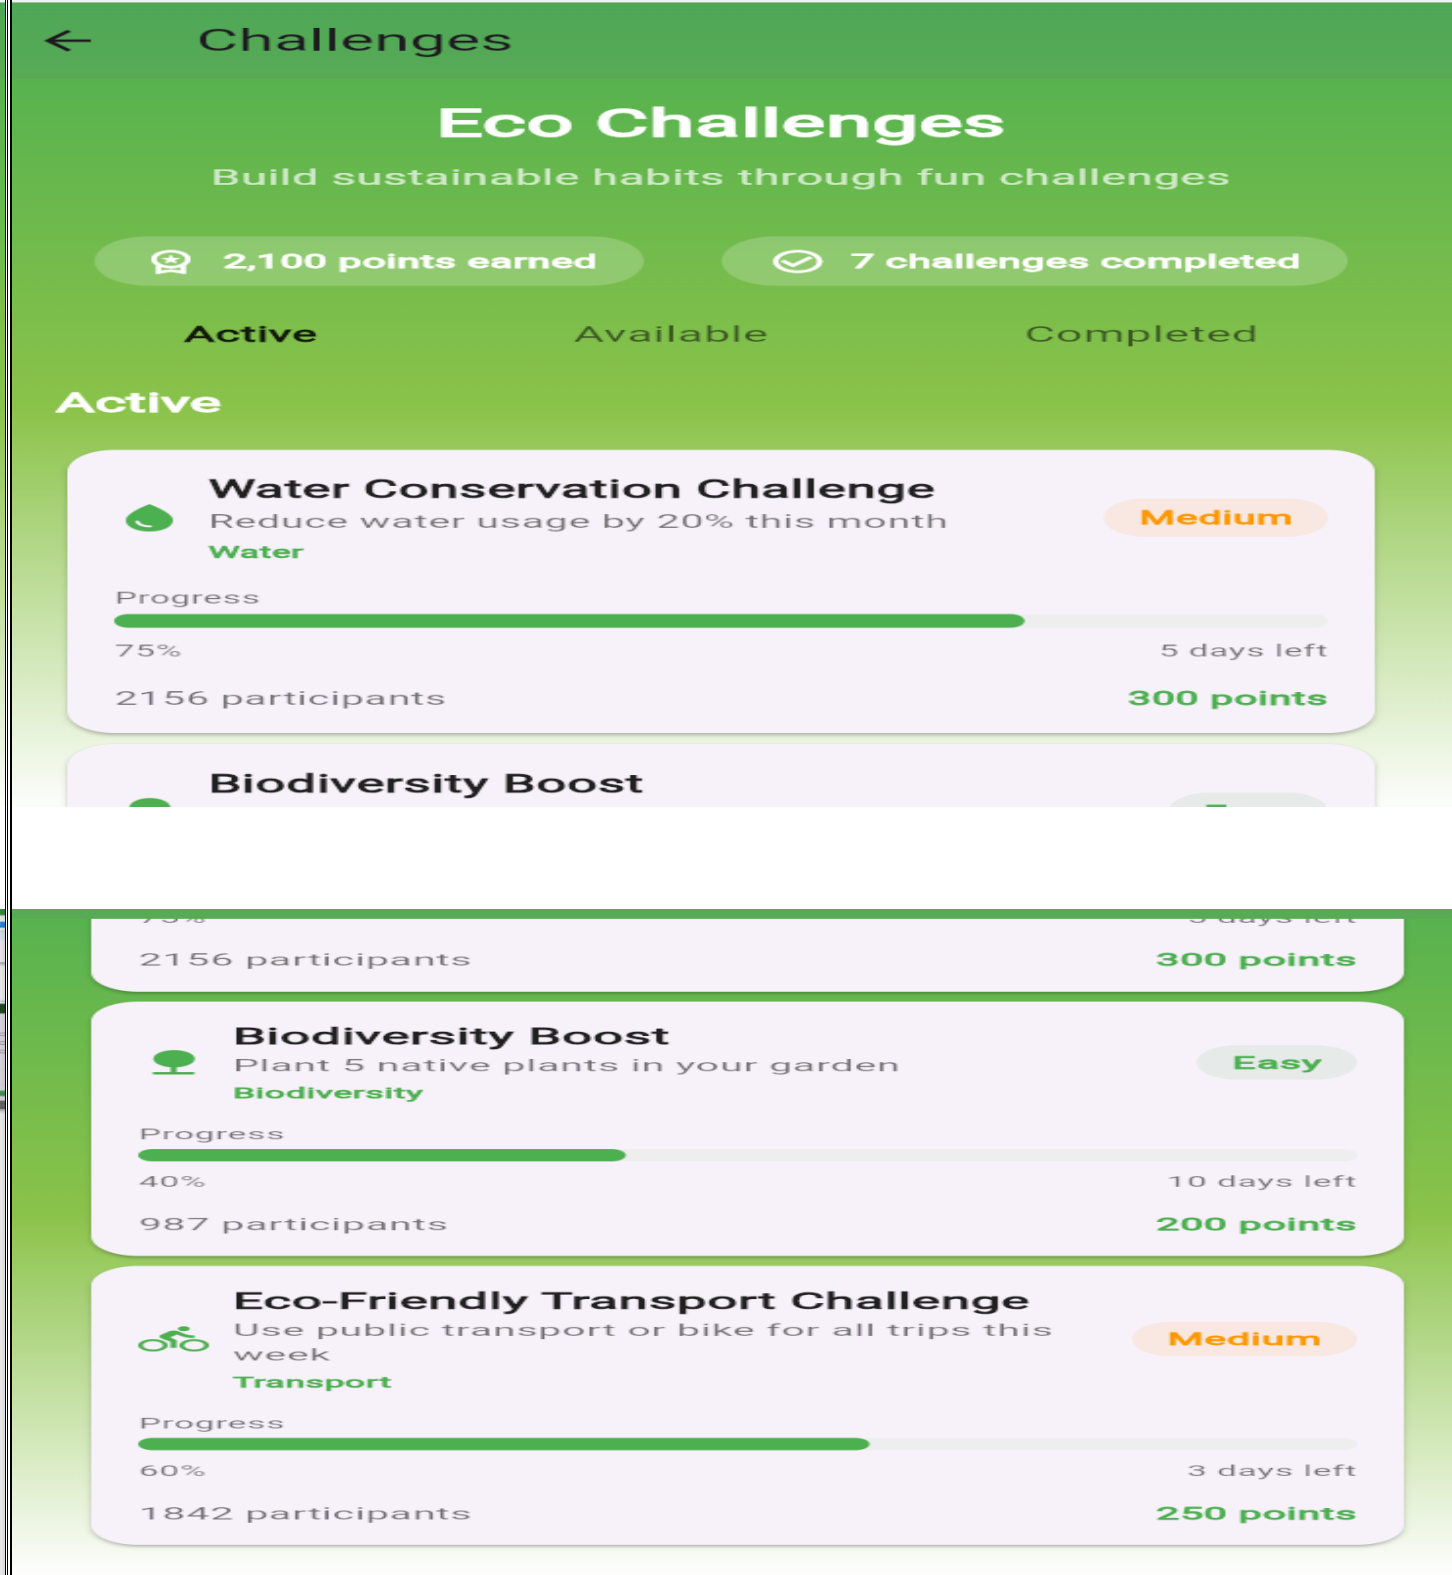 Challenges
Eco Challenges
Build sustainable habits through fun challenges
2,100 points earned
7 challenges completed
Active
Available
Completed
Active
Water Conservation Challenge
Reduce water usage by 20% this month
Water
Medium
Progress
75%
5 days left
2156 participants
300 points
Biodiversity Boost
2156 participants
300 points
Biodiversity Boost
Plant 5 native plants in your garden
Biodiversity
Easy
Progress
40%
10 days left
987 participants
200 points
Eco-Friendly Transport Challenge
Use public transport or bike for all trips this
week
Transport
Medium
Progress
60%
3 days left
1842 participants
250 points